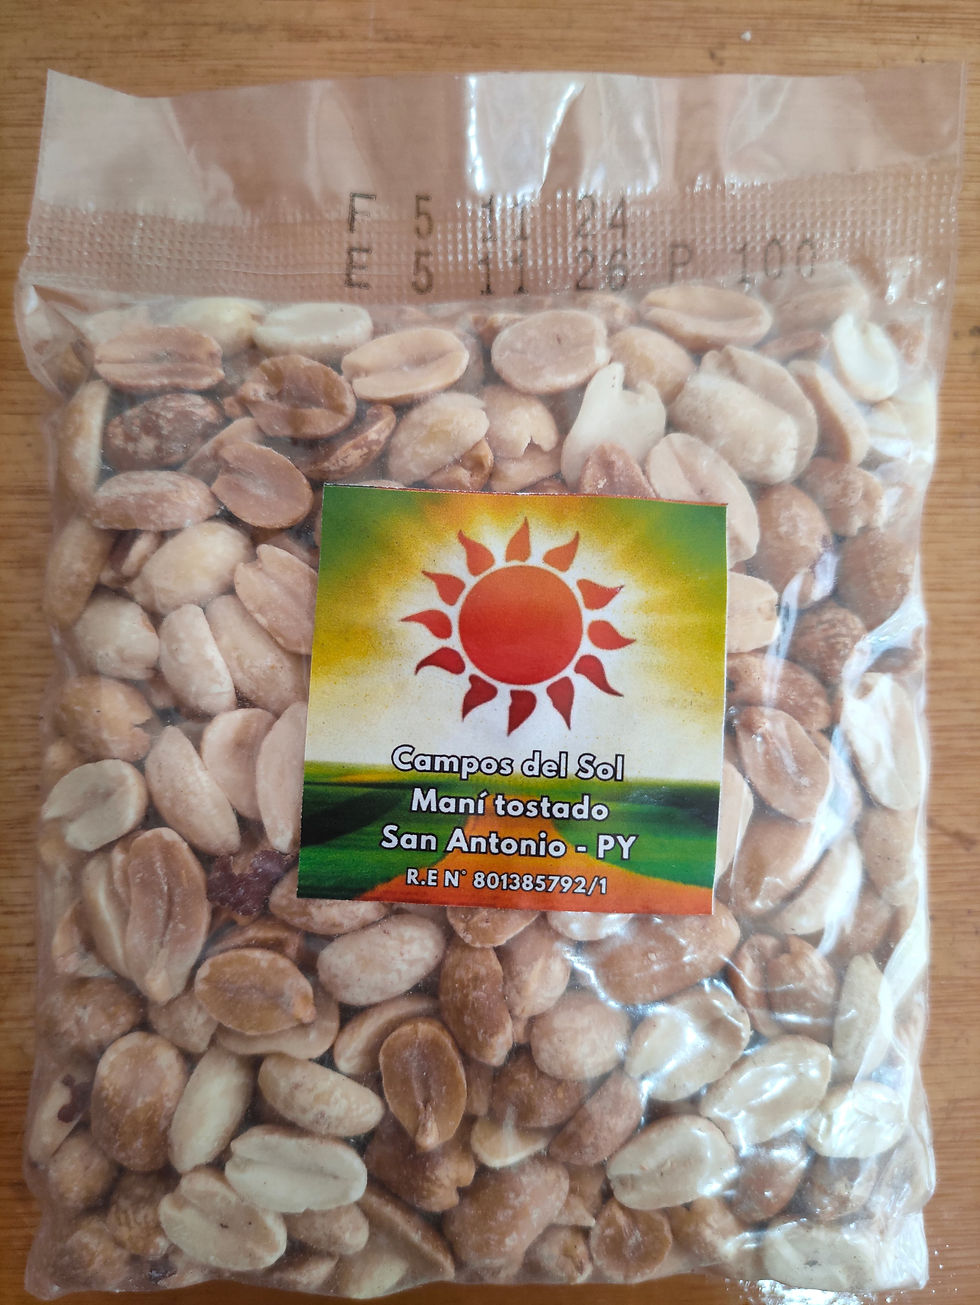 F 5 11 24
E 5 11 26 P 100
Campos del Sol
Maní tostado
San Antonio - PY
R.E N° 801385792/1